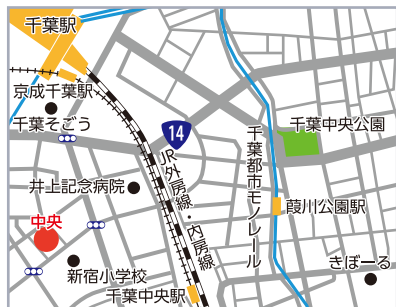 千葉駅
京成千葉駅
千葉そごう
14
千葉中央公園
JR外房線・内房線
千葉都市モノレール
井上記念病院
葭川公園駅
中央
新宿小学校
きぼーる
千葉中央駅